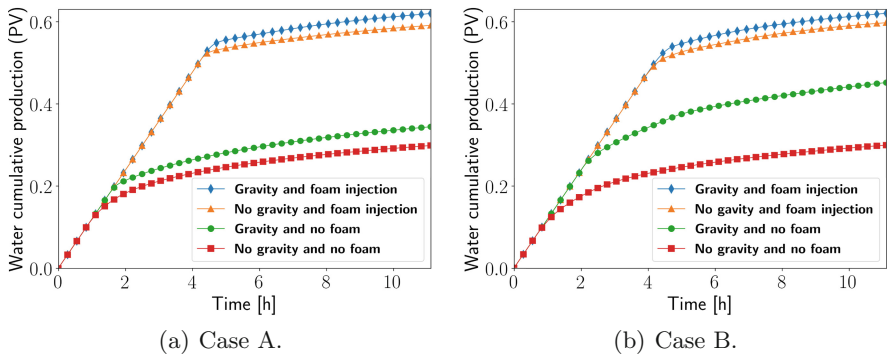 Water cumulative production (PV)
0.6
0.4
0.2
0.0
0
2
4
6
8
10
Time [h]
Gravity and foam injection
No gravity and foam injection
Gravity and no foam
No gravity and no foam
(a) Case A.
Water cumulative production (PV)
0.6
0.4
0.2
0.0
0
2
4
6
8
10
Time [h]
Gravity and foam injection
No gavity and foam injection
Gravity and no foam
No gravity and no foam
(b) Case B.